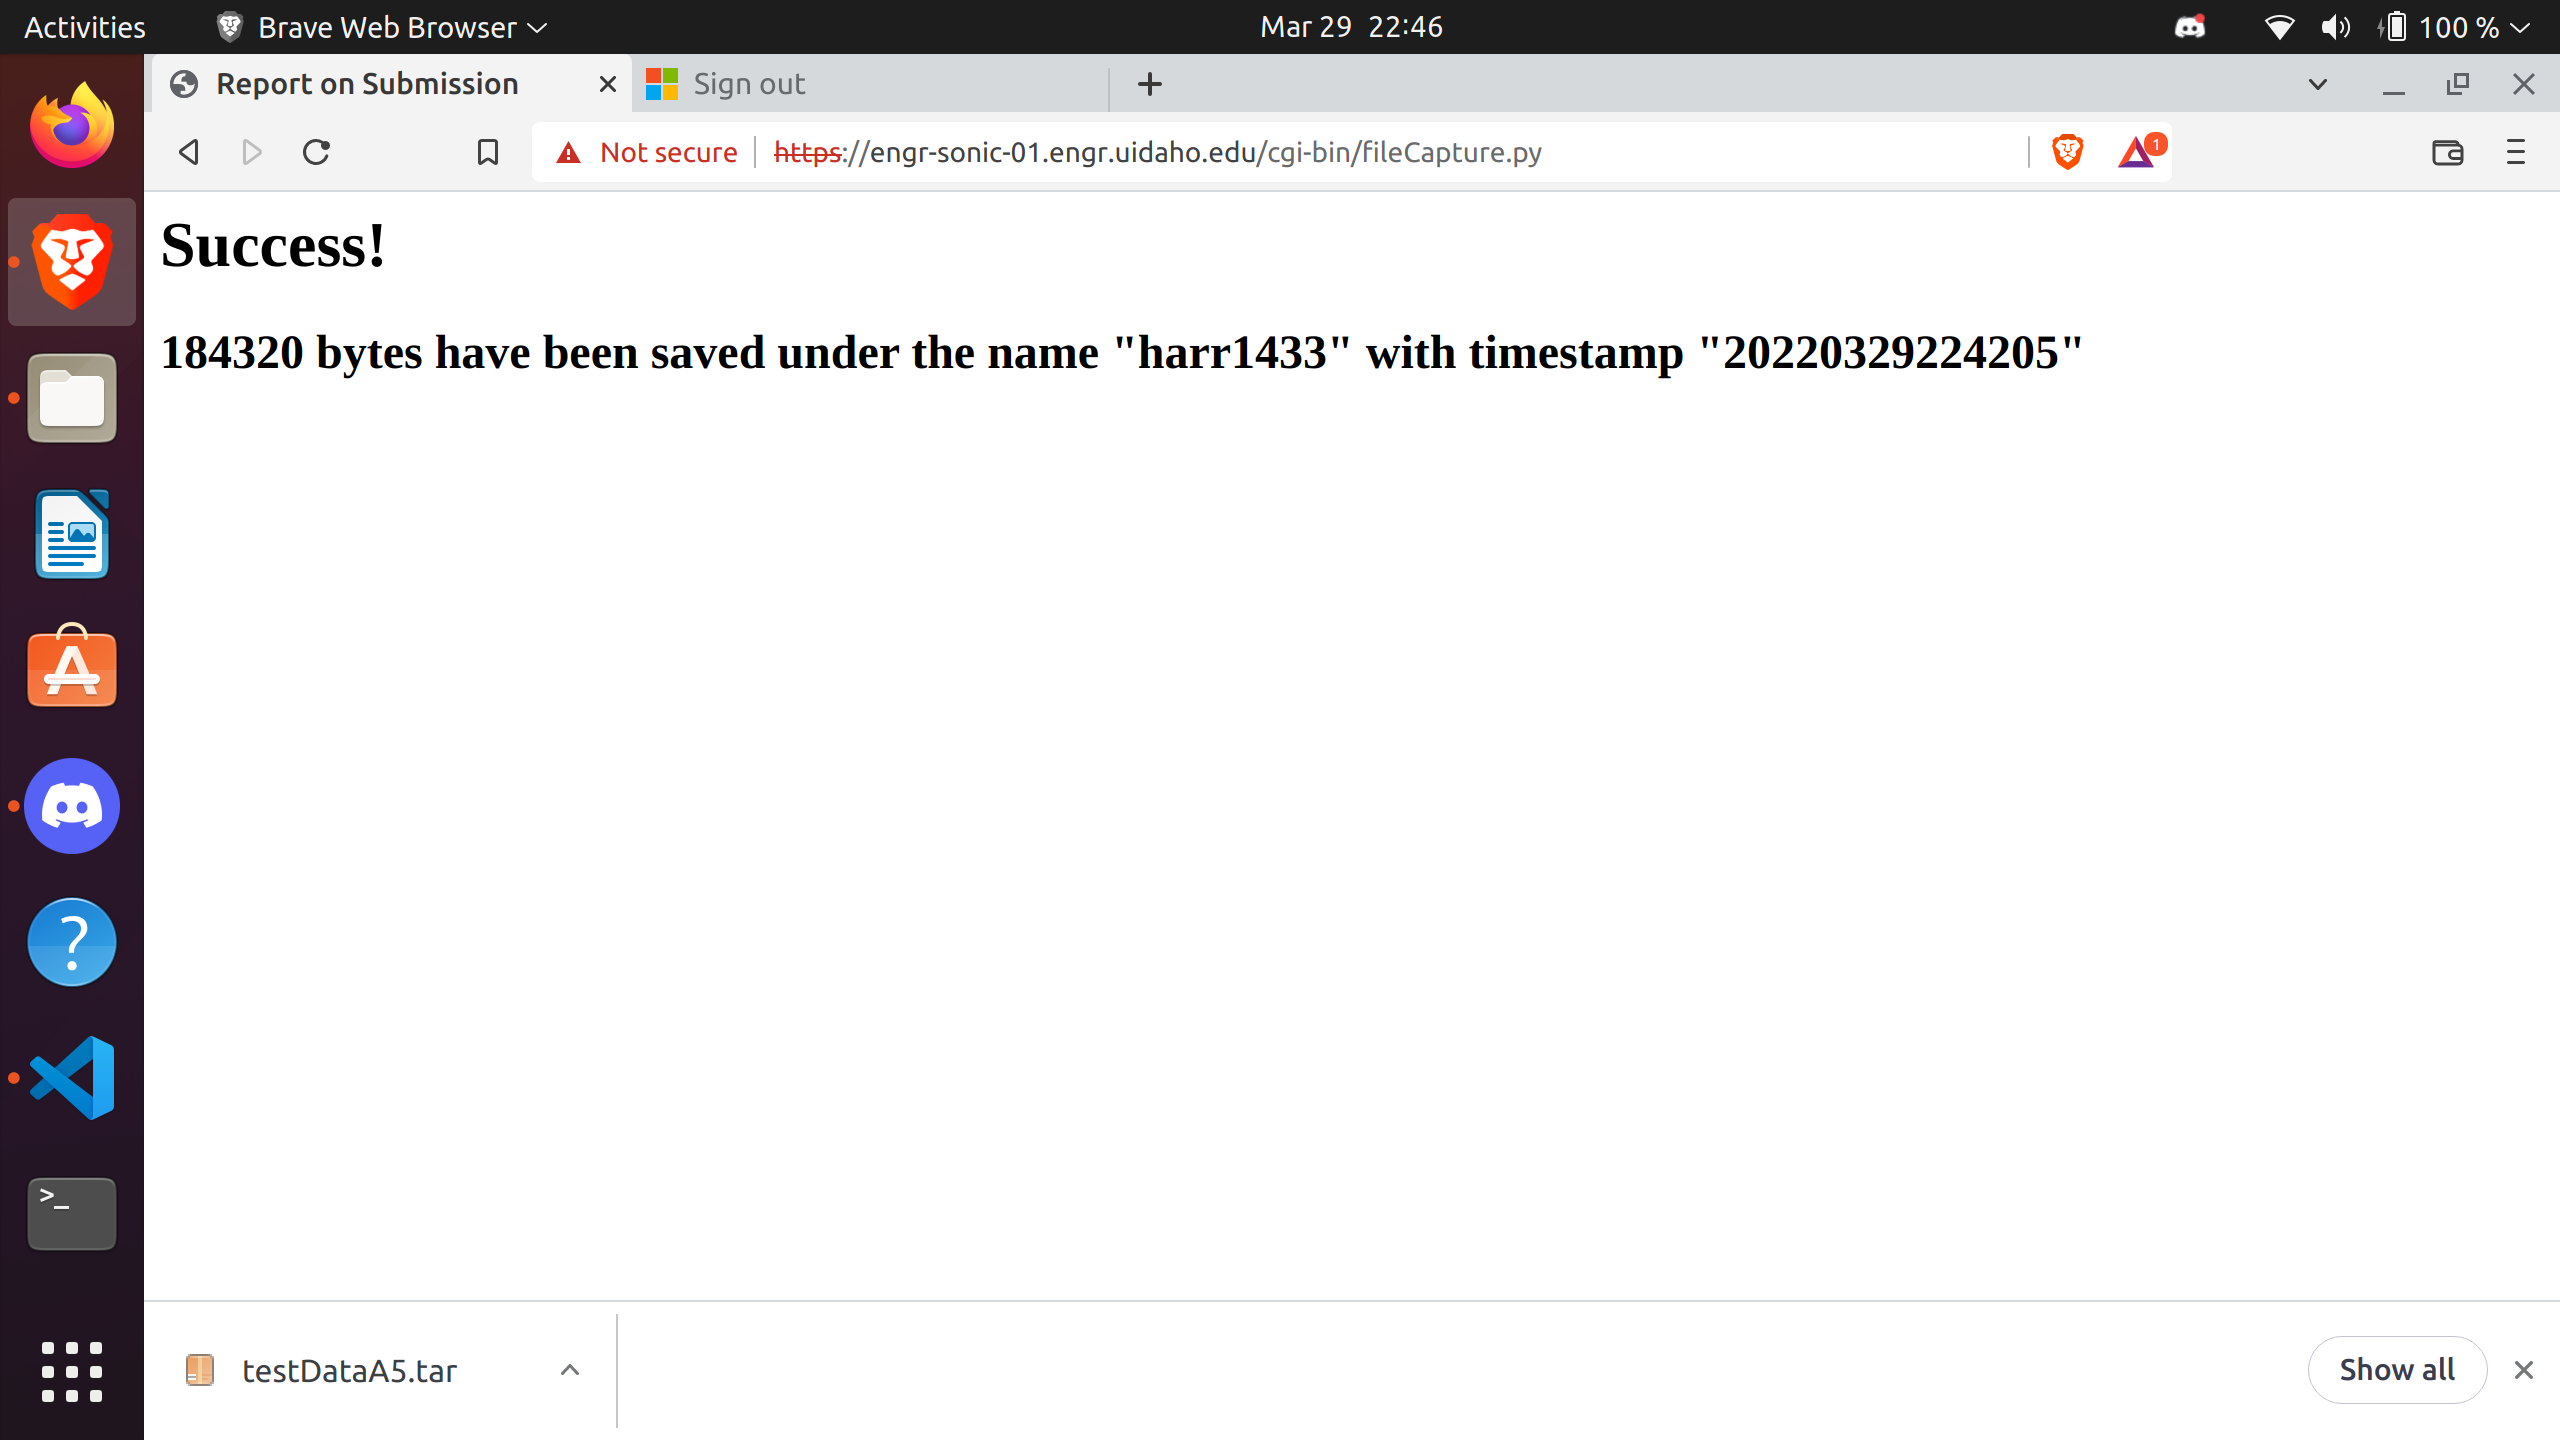 Activities Brave Web Browser Mar 29 22:46 100 %
Report on Submission Sign out
Not secure https://engr-sonic-01.engr.uidaho.edu/cgi-bin/fileCapture.py 1
Success!
184320 bytes have been saved under the name "harr1433" with timestamp "20220329224205"
?
>_
testDataA5.tar Show all